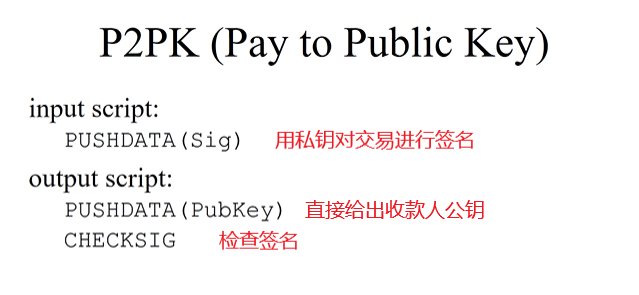 P2PK (Pay to Public Key)
input script:
PUSHDATA(Sig) 用私钥对交易进行签名
output script:
PUSHDATA(PubKey) 直接给出收款人公钥
CHECKSIG 检查签名